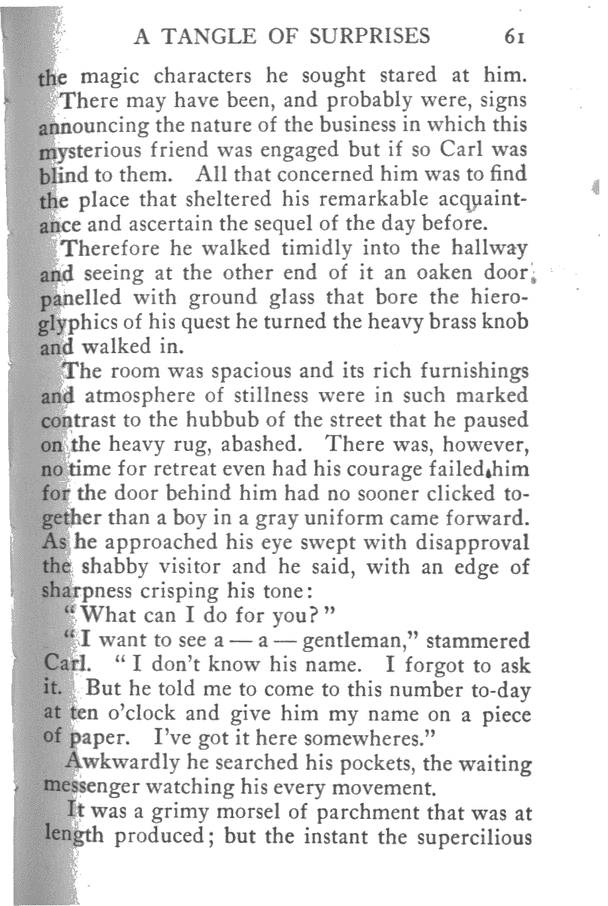 A TANGLE OF SURPRISES 61
the magic characters he sought stared at him.
There may have been, and probably were, signs
announcing the nature of the business in which this
mysterious friend was engaged but if so Carl was
blind to them. All that concerned him was to find
the place that sheltered his remarkable acquaint-
ance and ascertain the sequel of the day before.
Therefore he walked timidly into the hallway
and seeing at the other end of it an oaken door
panelled with ground glass that bore the hiero-
glyphics of his quest he turned the heavy brass knob
and walked in.
The room was spacious and its rich furnishings
and atmosphere of stillness were in such marked
contrast to the hubbub of the street that he paused
on the heavy rug, abashed. There was, however,
no time for retreat even had his courage failed him
for the door behind him had no sooner clicked to-
gether than a boy in a gray uniform came forward.
As he approached his eye swept with disapproval
the shabby visitor and he said, with an edge of
sharpness crisping his tone:
“What can I do for you?”
“I want to see a — a — gentleman,” stammered
Carl. “I don’t know his name. I forgot to ask
it. But he told me to come to this number to-day
at ten o’clock and give him my name on a piece
of paper. I’ve got it here somewheres.”
Awkwardly he searched his pockets, the waiting
messenger watching his every movement.
It was a grimy morsel of parchment that was at
length produced; but the instant the supercilious